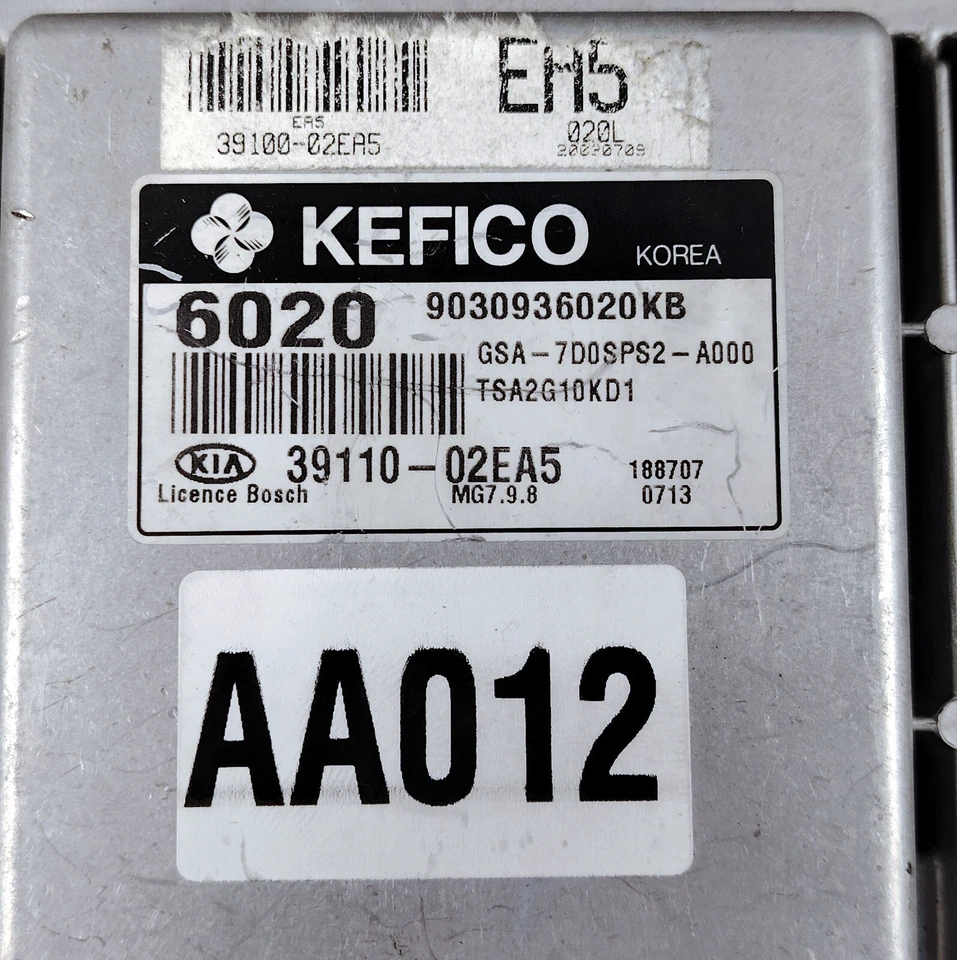 EA5
EA5
39100-02EA5
020L
KEFICO
KOREA
6020
9030936020KB
GSA-7D0SPS2-A000
TSA2G10KD1
KIA
39110-02EA5
188707
Licence Bosch
MG7.9.8
0713
AA012